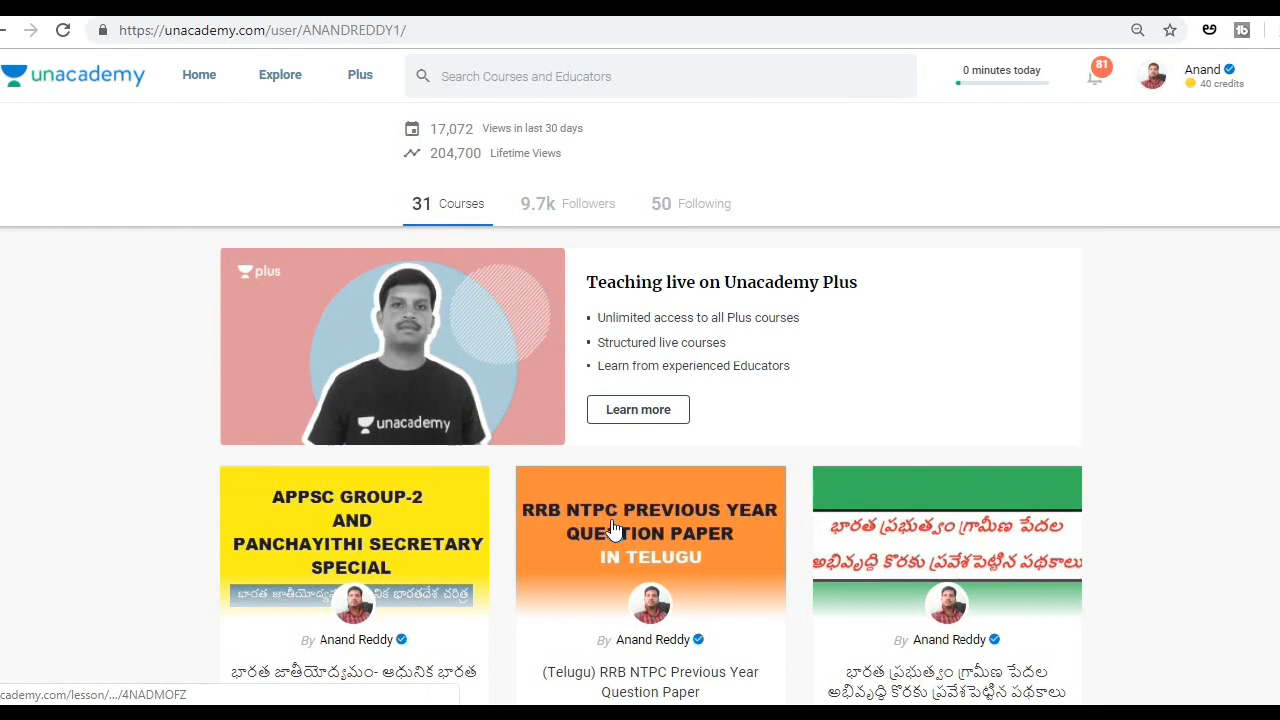 https://unacademy.com/user/ANANDREDDY1/
unacademy Home Explore Plus Search Courses and Educators 0 minutes today 81 Anand 40 credits
17,072 Views in last 30 days
204,700 Lifetime Views
31 Courses 9.7k Followers 50 Following
plus
unacademy
Teaching live on Unacademy Plus
Unlimited access to all Plus courses
Structured live courses
Learn from experienced Educators
Learn more
APPSC GROUP-2
AND
PANCHAYITHI SECRETARY
SPECIAL
By Anand Reddy
భారత జాతీయోద్యమం- ఆధునిక భారత
RRB NTPC PREVIOUS YEAR
QUESTION PAPER
IN TELUGU
By Anand Reddy
(Telugu) RRB NTPC Previous Year
Question Paper
భారత ప్రభుత్వం గ్రామీణ పేదల
అభివృద్ధి కొరకు ప్రవేశపెట్టిన పథకాలు
By Anand Reddy
భారత ప్రభుత్వం గ్రామీణ పేదల
అభివృధ్ధి కొరకు ప్రవేశపెట్టిన పథకాలు
cademy.com/lesson/.../4NADMOFZ